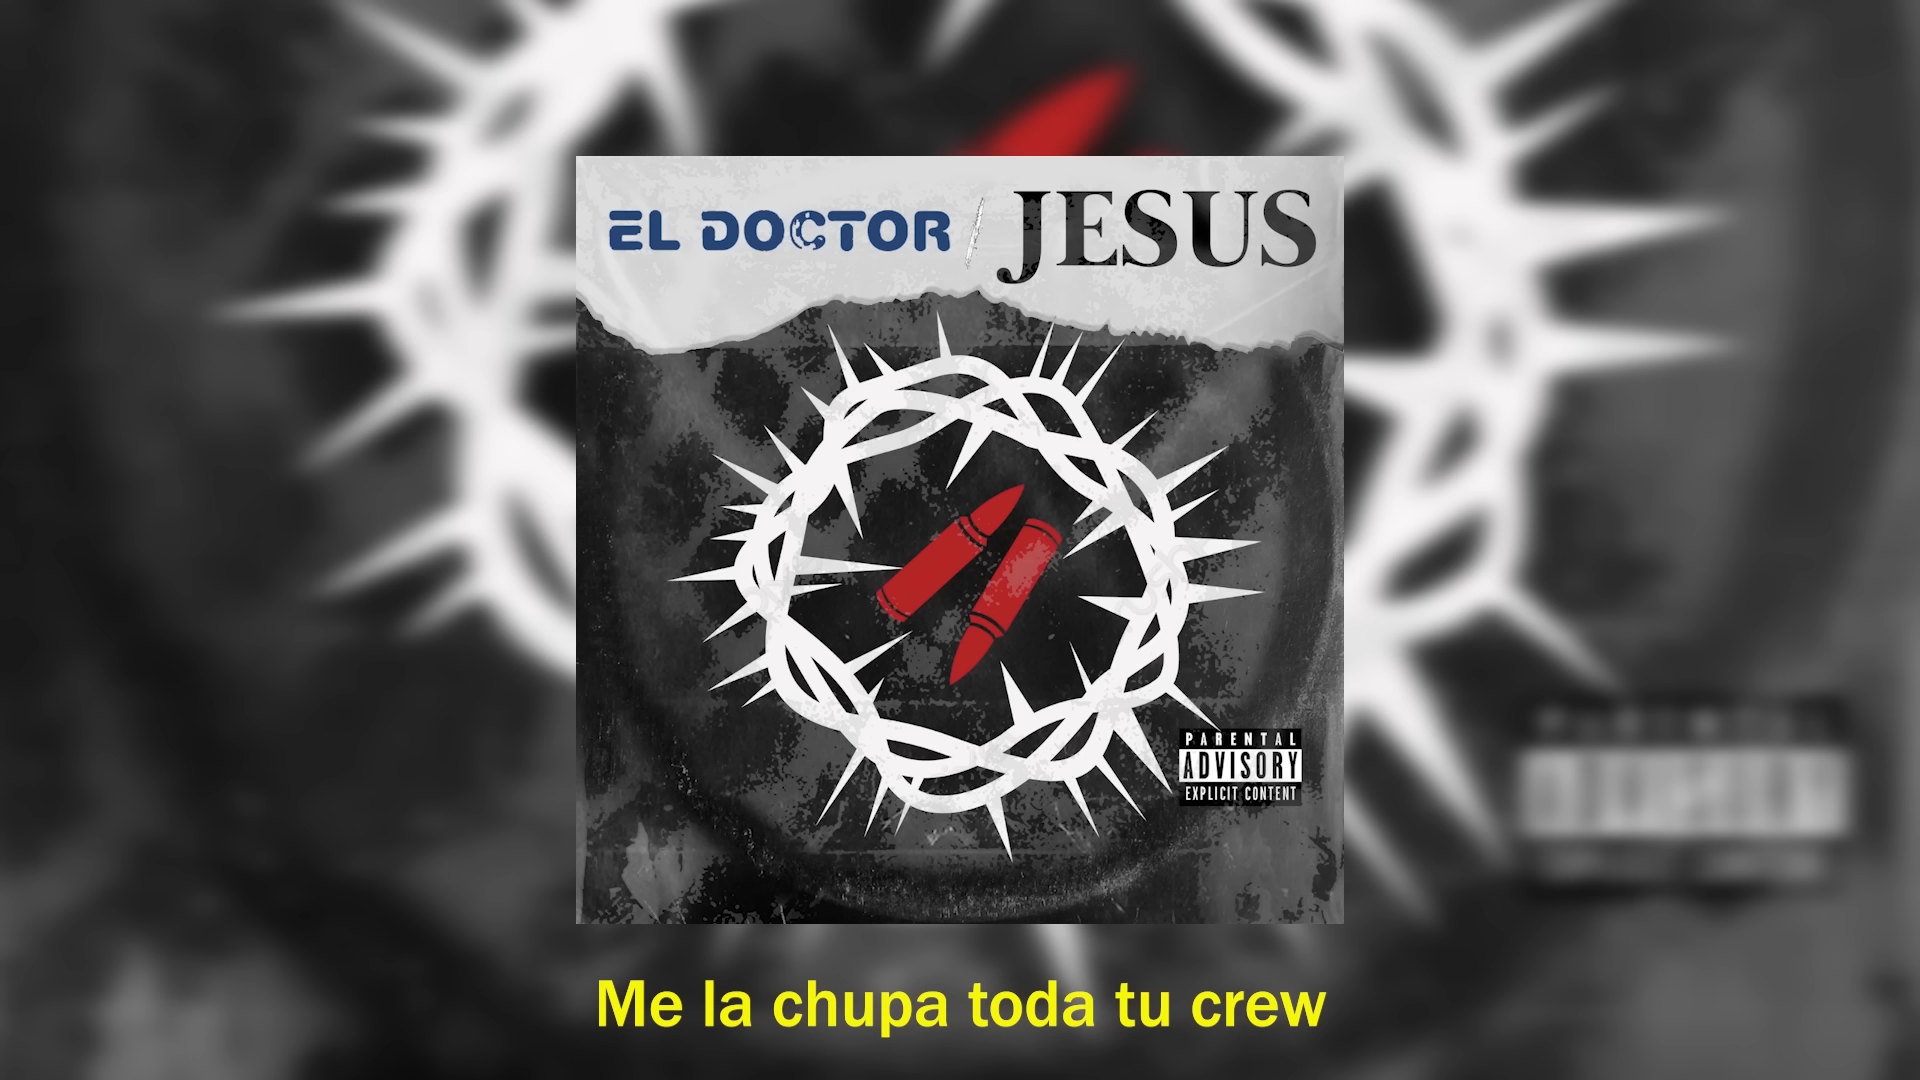 EL DOCTOR / JESUS
PARENTAL
ADVISORY
EXPLICIT CONTENT
Me la chupa toda tu crew